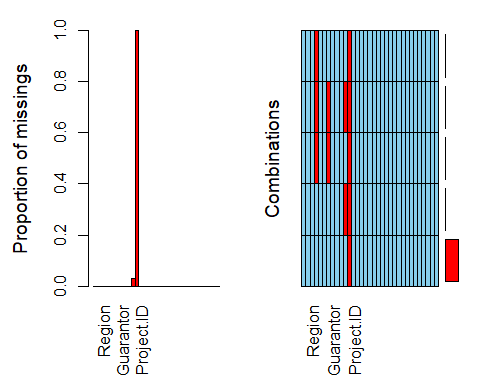 Proportion of missings
1.0
0.8
0.6
0.4
0.2
0.0
Region
Guarantor
Project.ID
Combinations
Region
Guarantor
Project.ID